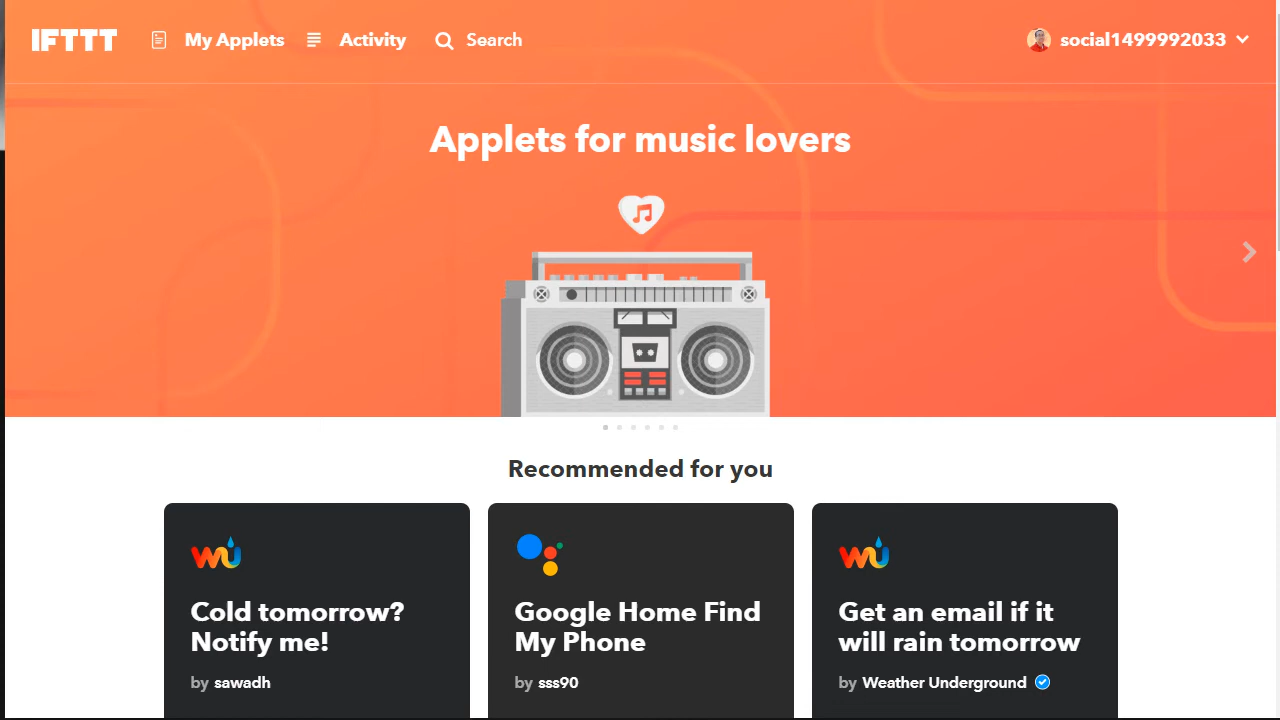 IFTTT My Applets Activity Search social1499992033
Applets for music lovers
Recommended for you
Cold tomorrow?
Notify me!
by sawadh
Google Home Find
My Phone
by sss90
Get an email if it
will rain tomorrow
by Weather Underground